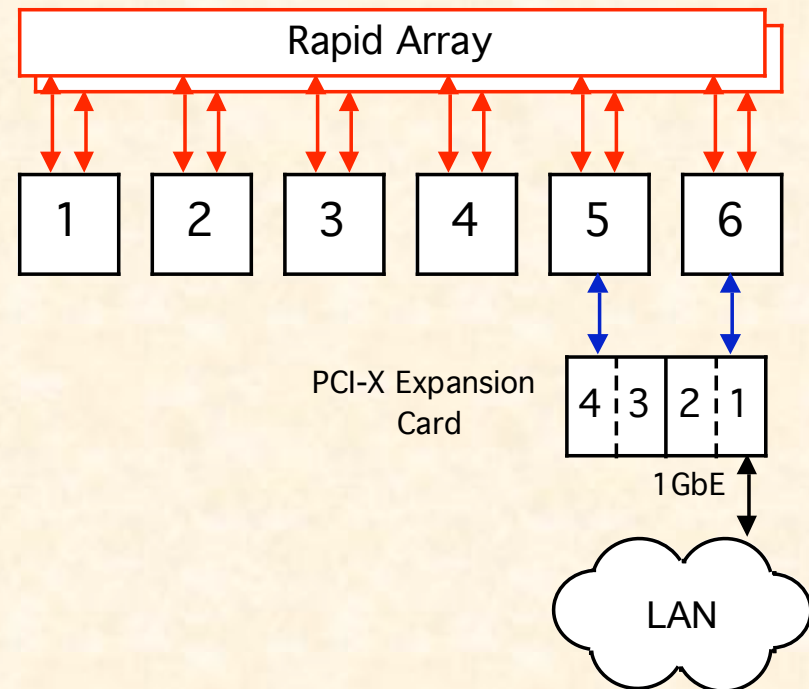 Rapid Array
1 2 3 4 5 6
PCI-X Expansion
Card
4 3 2 1
1GbE
LAN